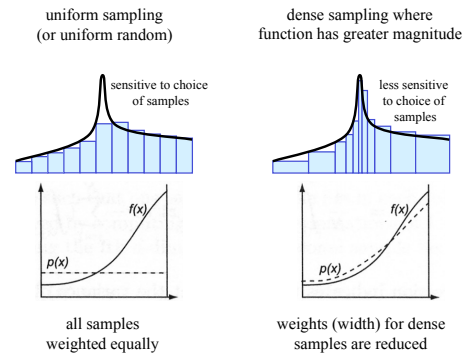 uniform sampling
(or uniform random)
sensitive to choice
of samples
f(x)
p(x)
all samples
weighted equally
dense sampling where
function has greater magnitude
less sensitive
to choice of
samples
f(x)
p(x)
weights (width) for dense
samples are reduced